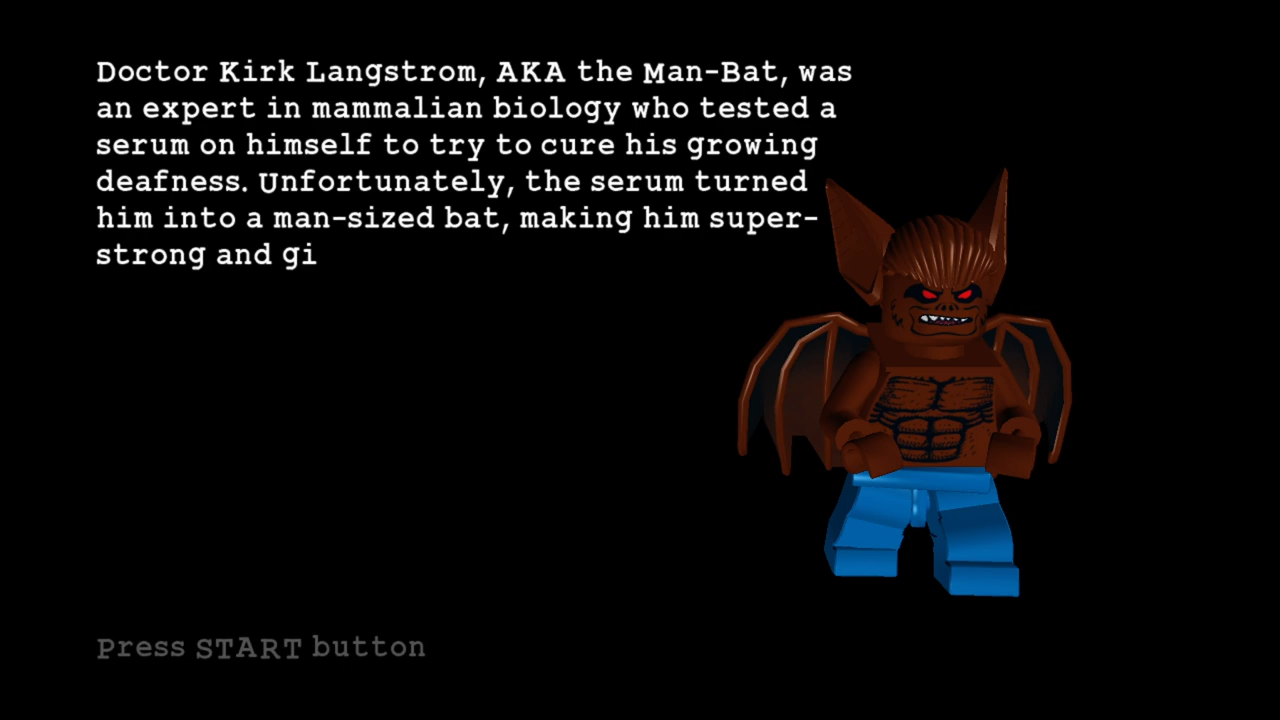 Doctor Kirk Langstrom, AKA the Man-Bat, was
an expert in mammalian biology who tested a
serum on himself to try to cure his growing
deafness. Unfortunately, the serum turned
him into a man-sized bat, making him super-
strong and gi
Press START button